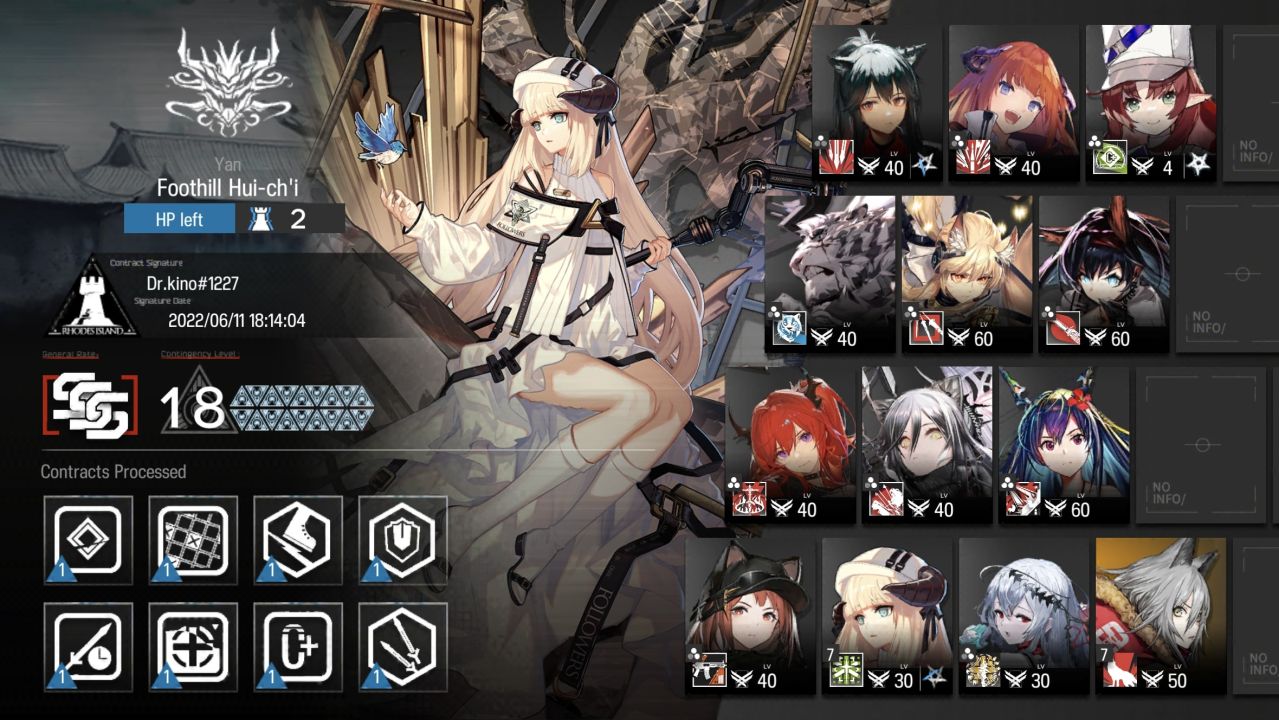 Yan
Foothill Hui-ch'i
HP left 2
Contract Signature
Dr.kino#1227
Signature Date
2022/06/11 18:14:04
RHODES ISLAND
General Rate:
Contingency Level:
18
Contracts Processed
1 1 1 1
1 1 1 1
FOLLOWERS
FOLLOWERS
LV 40
LV 40
LV 4
NO INFO/
LV 40
LV 60
LV 60
NO INFO/
LV 40
LV 40
LV 60
NO INFO/
LV 40
7 LV 30
LV 30
7 LV 50
NO INFO/